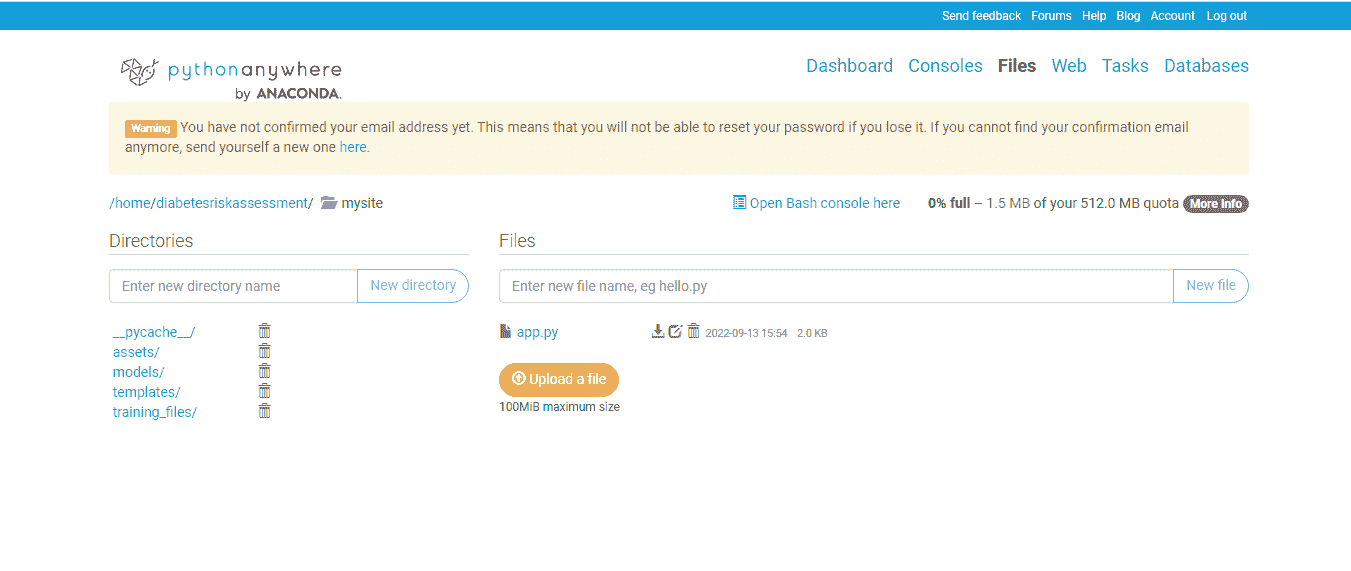 Send feedback Forums Help Blog Account Log out
pythonanywhere
by ANACONDA.
Dashboard Consoles Files Web Tasks Databases
Warning You have not confirmed your email address yet. This means that you will not be able to reset your password if you lose it. If you cannot find your confirmation email
anymore, send yourself a new one here.
/home/diabetesriskassessment/ mysite
Open Bash console here 0% full – 1.5 MB of your 512.0 MB quota More Info
Directories
Enter new directory name New directory
__pycache__/
assets/
models/
templates/
training_files/
Files
Enter new file name, eg hello.py New file
app.py 2022-09-13 15:54 2.0 KB
Upload a file
100MiB maximum size